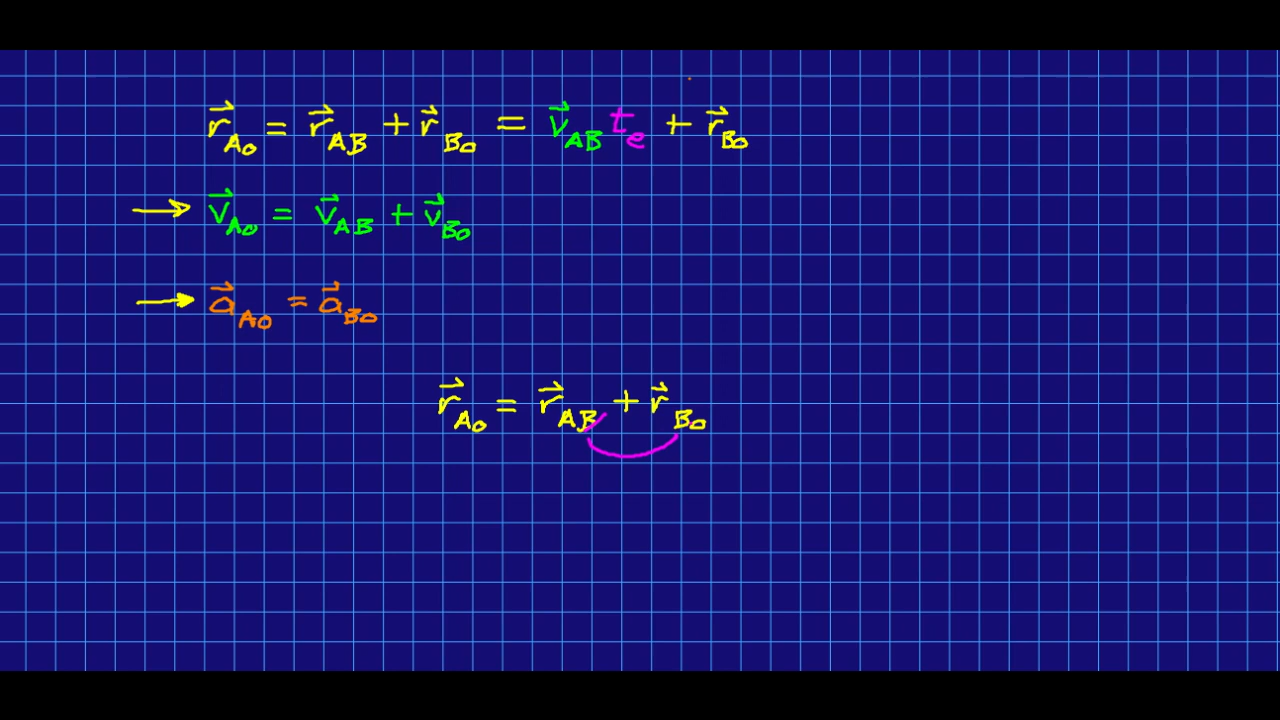 r⃗_AO = r⃗_AB + r⃗_BO = v⃗_AB t_e + r⃗_BO
→ v⃗_AO = v⃗_AB + v⃗_BO
→ a⃗_AO = a⃗_BO
r⃗_AO = r⃗_AB + r⃗_BO